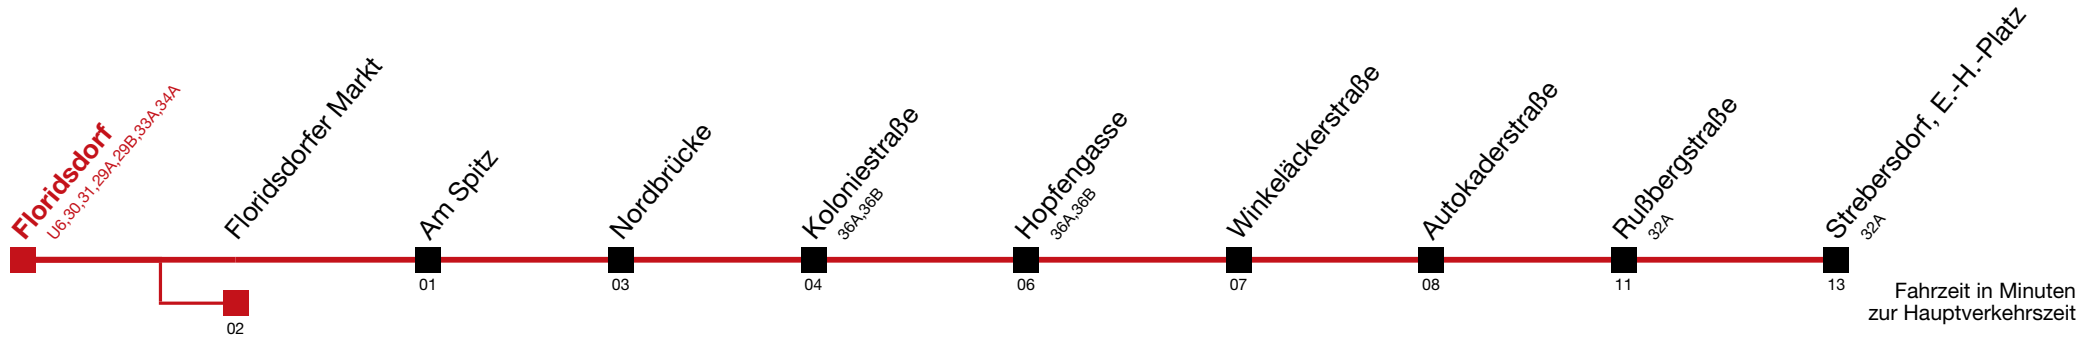 Floridsdorf
U6,30,31,29A,29B,33A,34A
Floridsdorfer Markt
02
Am Spitz
01
Nordbrücke
03
Koloniestraße
36A,36B
04
Hopfengasse
36A,36B
06
Winkeläckerstraße
07
Autokaderstraße
08
Rußbergstraße
32A
11
Strebersdorf, E.-H.-Platz
32A
13
Fahrzeit in Minuten
zur Hauptverkehrszeit